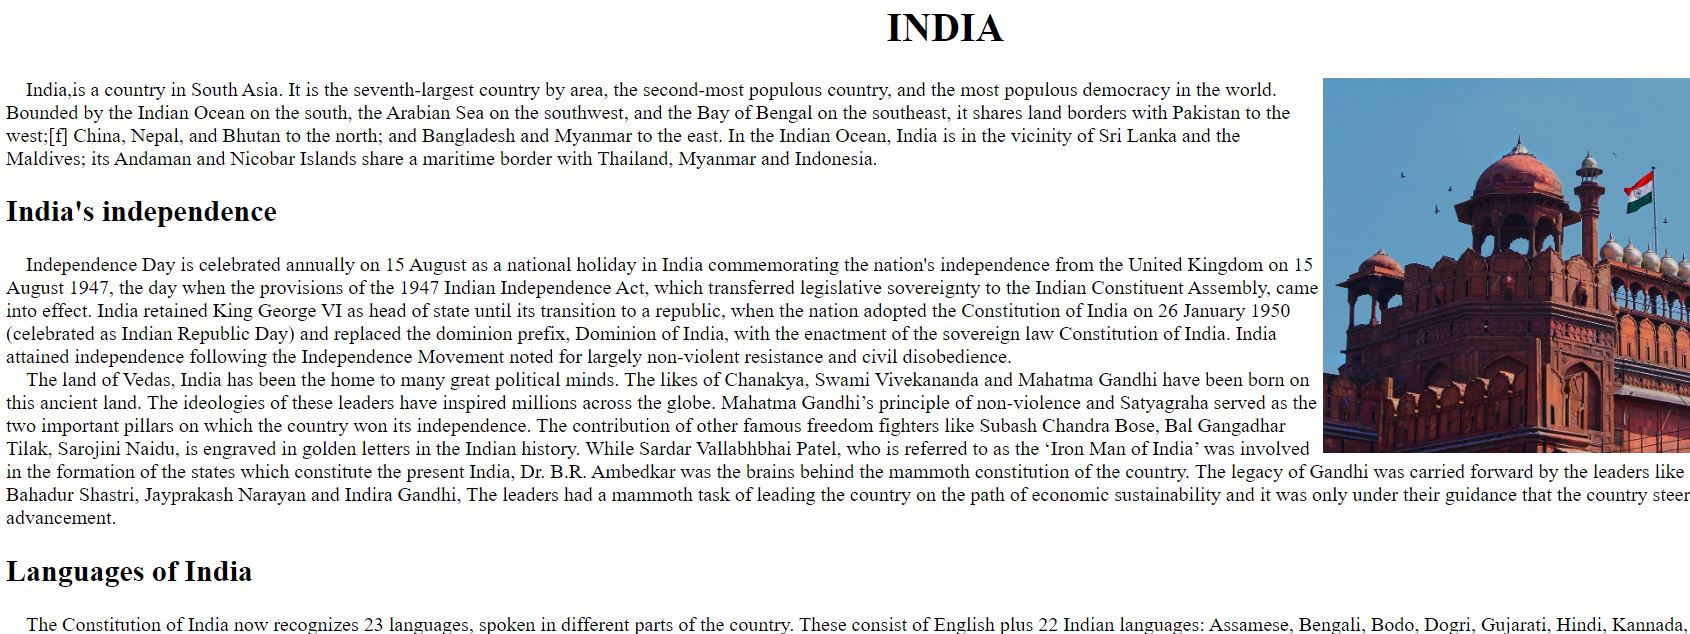 INDIA
India,is a country in South Asia. It is the seventh-largest country by area, the second-most populous country, and the most populous democracy in the world.
Bounded by the Indian Ocean on the south, the Arabian Sea on the southwest, and the Bay of Bengal on the southeast, it shares land borders with Pakistan to the
west;[f] China, Nepal, and Bhutan to the north; and Bangladesh and Myanmar to the east. In the Indian Ocean, India is in the vicinity of Sri Lanka and the
Maldives; its Andaman and Nicobar Islands share a maritime border with Thailand, Myanmar and Indonesia.
India's independence
Independence Day is celebrated annually on 15 August as a national holiday in India commemorating the nation's independence from the United Kingdom on 15
August 1947, the day when the provisions of the 1947 Indian Independence Act, which transferred legislative sovereignty to the Indian Constituent Assembly, came
into effect. India retained King George VI as head of state until its transition to a republic, when the nation adopted the Constitution of India on 26 January 1950
(celebrated as Indian Republic Day) and replaced the dominion prefix, Dominion of India, with the enactment of the sovereign law Constitution of India. India
attained independence following the Independence Movement noted for largely non-violent resistance and civil disobedience.
The land of Vedas, India has been the home to many great political minds. The likes of Chanakya, Swami Vivekananda and Mahatma Gandhi have been born on
this ancient land. The ideologies of these leaders have inspired millions across the globe. Mahatma Gandhi’s principle of non-violence and Satyagraha served as the
two important pillars on which the country won its independence. The contribution of other famous freedom fighters like Subash Chandra Bose, Bal Gangadhar
Tilak, Sarojini Naidu, is engraved in golden letters in the Indian history. While Sardar Vallabhbhai Patel, who is referred to as the ‘Iron Man of India’ was involved
in the formation of the states which constitute the present India, Dr. B.R. Ambedkar was the brains behind the mammoth constitution of the country. The legacy of Gandhi was carried forward by the leaders like
Bahadur Shastri, Jayprakash Narayan and Indira Gandhi, The leaders had a mammoth task of leading the country on the path of economic sustainability and it was only under their guidance that the country steer
advancement.
Languages of India
The Constitution of India now recognizes 23 languages, spoken in different parts of the country. These consist of English plus 22 Indian languages: Assamese, Bengali, Bodo, Dogri, Gujarati, Hindi, Kannada,